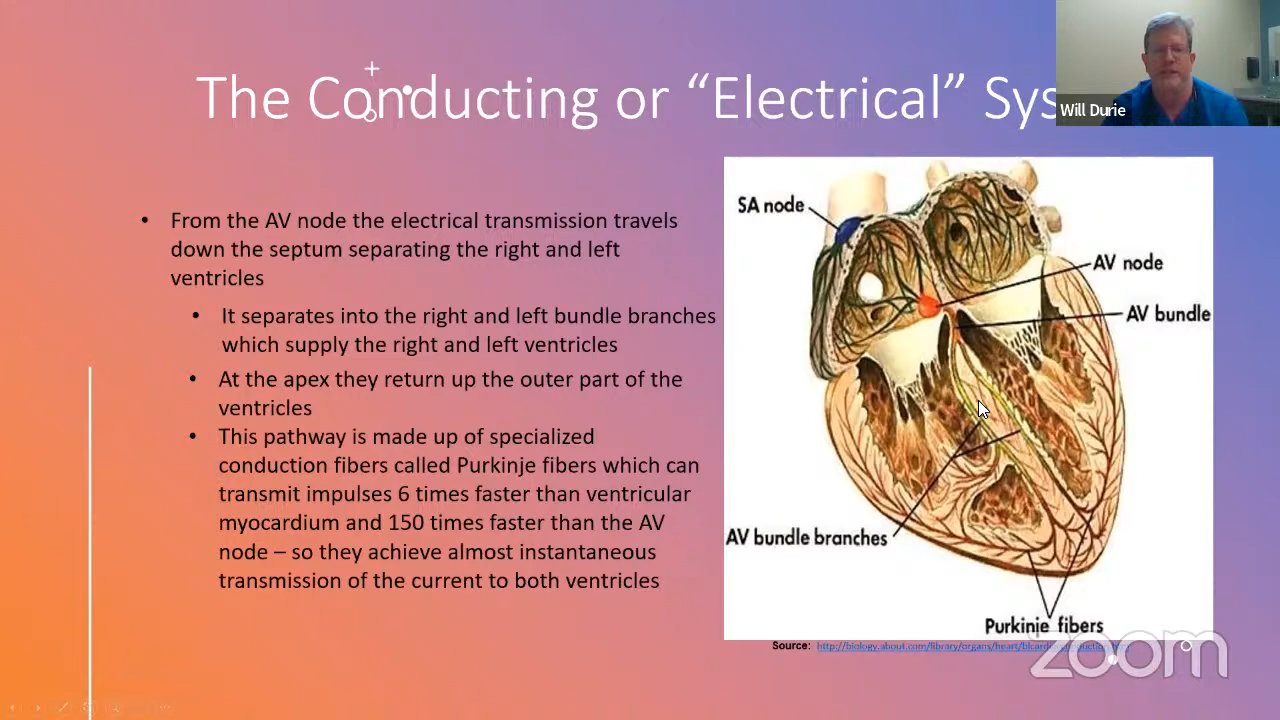 The Conducting or “Electrical” Sys
Will Durie
• From the AV node the electrical transmission travels
down the septum separating the right and left
ventricles
• It separates into the right and left bundle branches
which supply the right and left ventricles
• At the apex they return up the outer part of the
ventricles
• This pathway is made up of specialized
conduction fibers called Purkinje fibers which can
transmit impulses 6 times faster than ventricular
myocardium and 150 times faster than the AV
node – so they achieve almost instantaneous
transmission of the current to both ventricles
SA node
AV node
AV bundle
AV bundle branches
Purkinje fibers
Source:
zoom